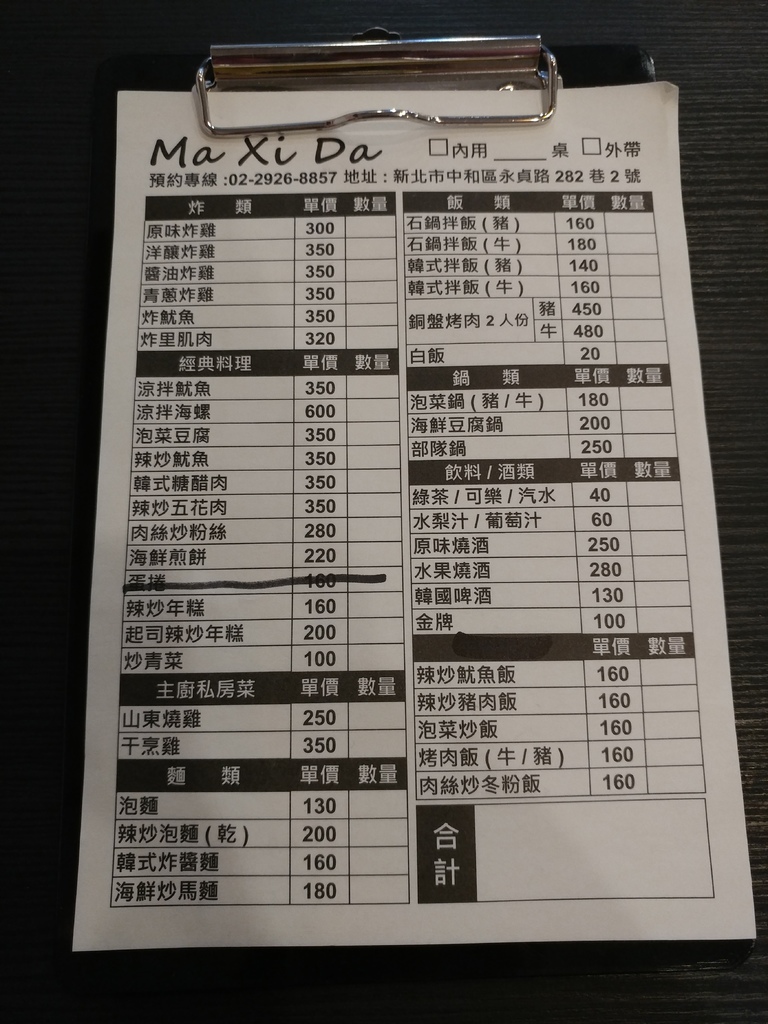 Ma Xi Da
□內用_____桌 □外帶
預約專線:02-2926-8857 地址:新北市中和區永貞路 282 巷 2 號
炸 類 單價 數量
原味炸雞 300
洋釀炸雞 350
醬油炸雞 350
青蔥炸雞 350
炸魷魚 350
炸里肌肉 320
經典料理 單價 數量
涼拌魷魚 350
涼拌海螺 600
泡菜豆腐 350
辣炒魷魚 350
韓式糖醋肉 350
辣炒五花肉 350
肉絲炒粉絲 280
海鮮煎餅 220
蛋捲 160
辣炒年糕 160
起司辣炒年糕 200
炒青菜 100
主廚私房菜 單價 數量
山東燒雞 250
干烹雞 350
麵 類 單價 數量
泡麵 130
辣炒泡麵(乾) 200
韓式炸醬麵 160
海鮮炒馬麵 180
飯 類 單價 數量
石鍋拌飯(豬) 160
石鍋拌飯(牛) 180
韓式拌飯(豬) 140
韓式拌飯(牛) 160
銅盤烤肉 2 人份 豬 450
牛 480
白飯 20
鍋 類 單價 數量
泡菜鍋(豬/牛) 180
海鮮豆腐鍋 200
部隊鍋 250
飲料/酒類 單價 數量
綠茶/可樂/汽水 40
水梨汁/葡萄汁 60
原味燒酒 250
水果燒酒 280
韓國啤酒 130
金牌 100
單價 數量
辣炒魷魚飯 160
辣炒豬肉飯 160
泡菜炒飯 160
烤肉飯(牛/豬) 160
肉絲炒冬粉飯 160
合計